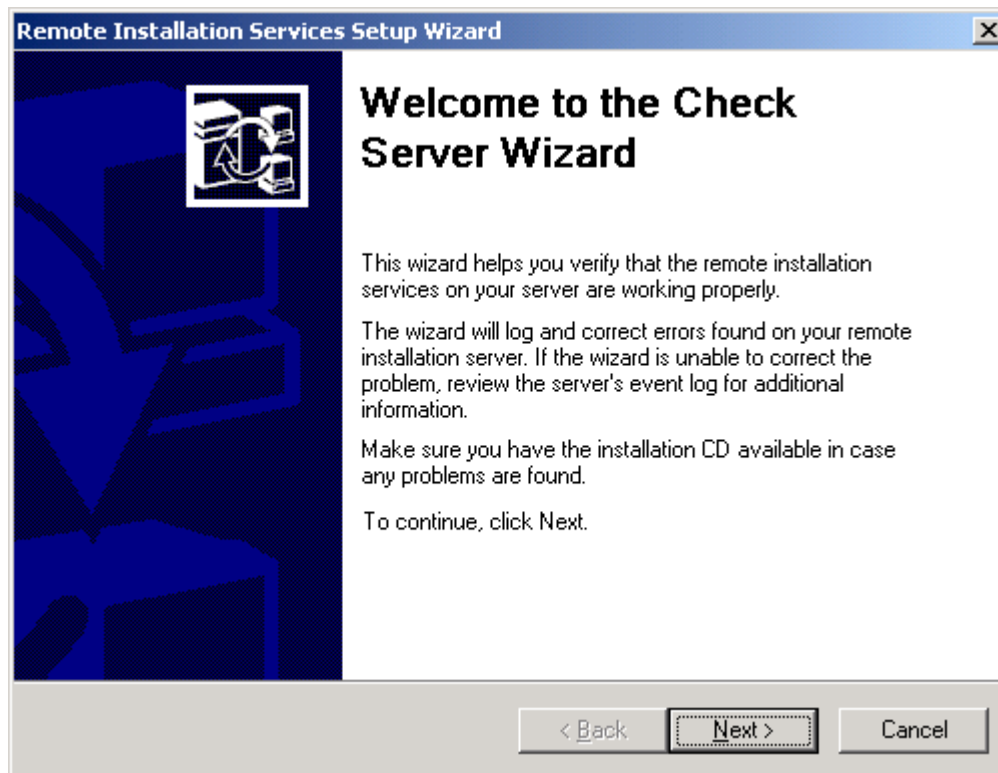 Remote Installation Services Setup Wizard
Welcome to the Check
Server Wizard
This wizard helps you verify that the remote installation
services on your server are working properly.
The wizard will log and correct errors found on your remote
installation server. If the wizard is unable to correct the
problem, review the server's event log for additional
information.
Make sure you have the installation CD available in case
any problems are found.
To continue, click Next.
< Back
Next >
Cancel